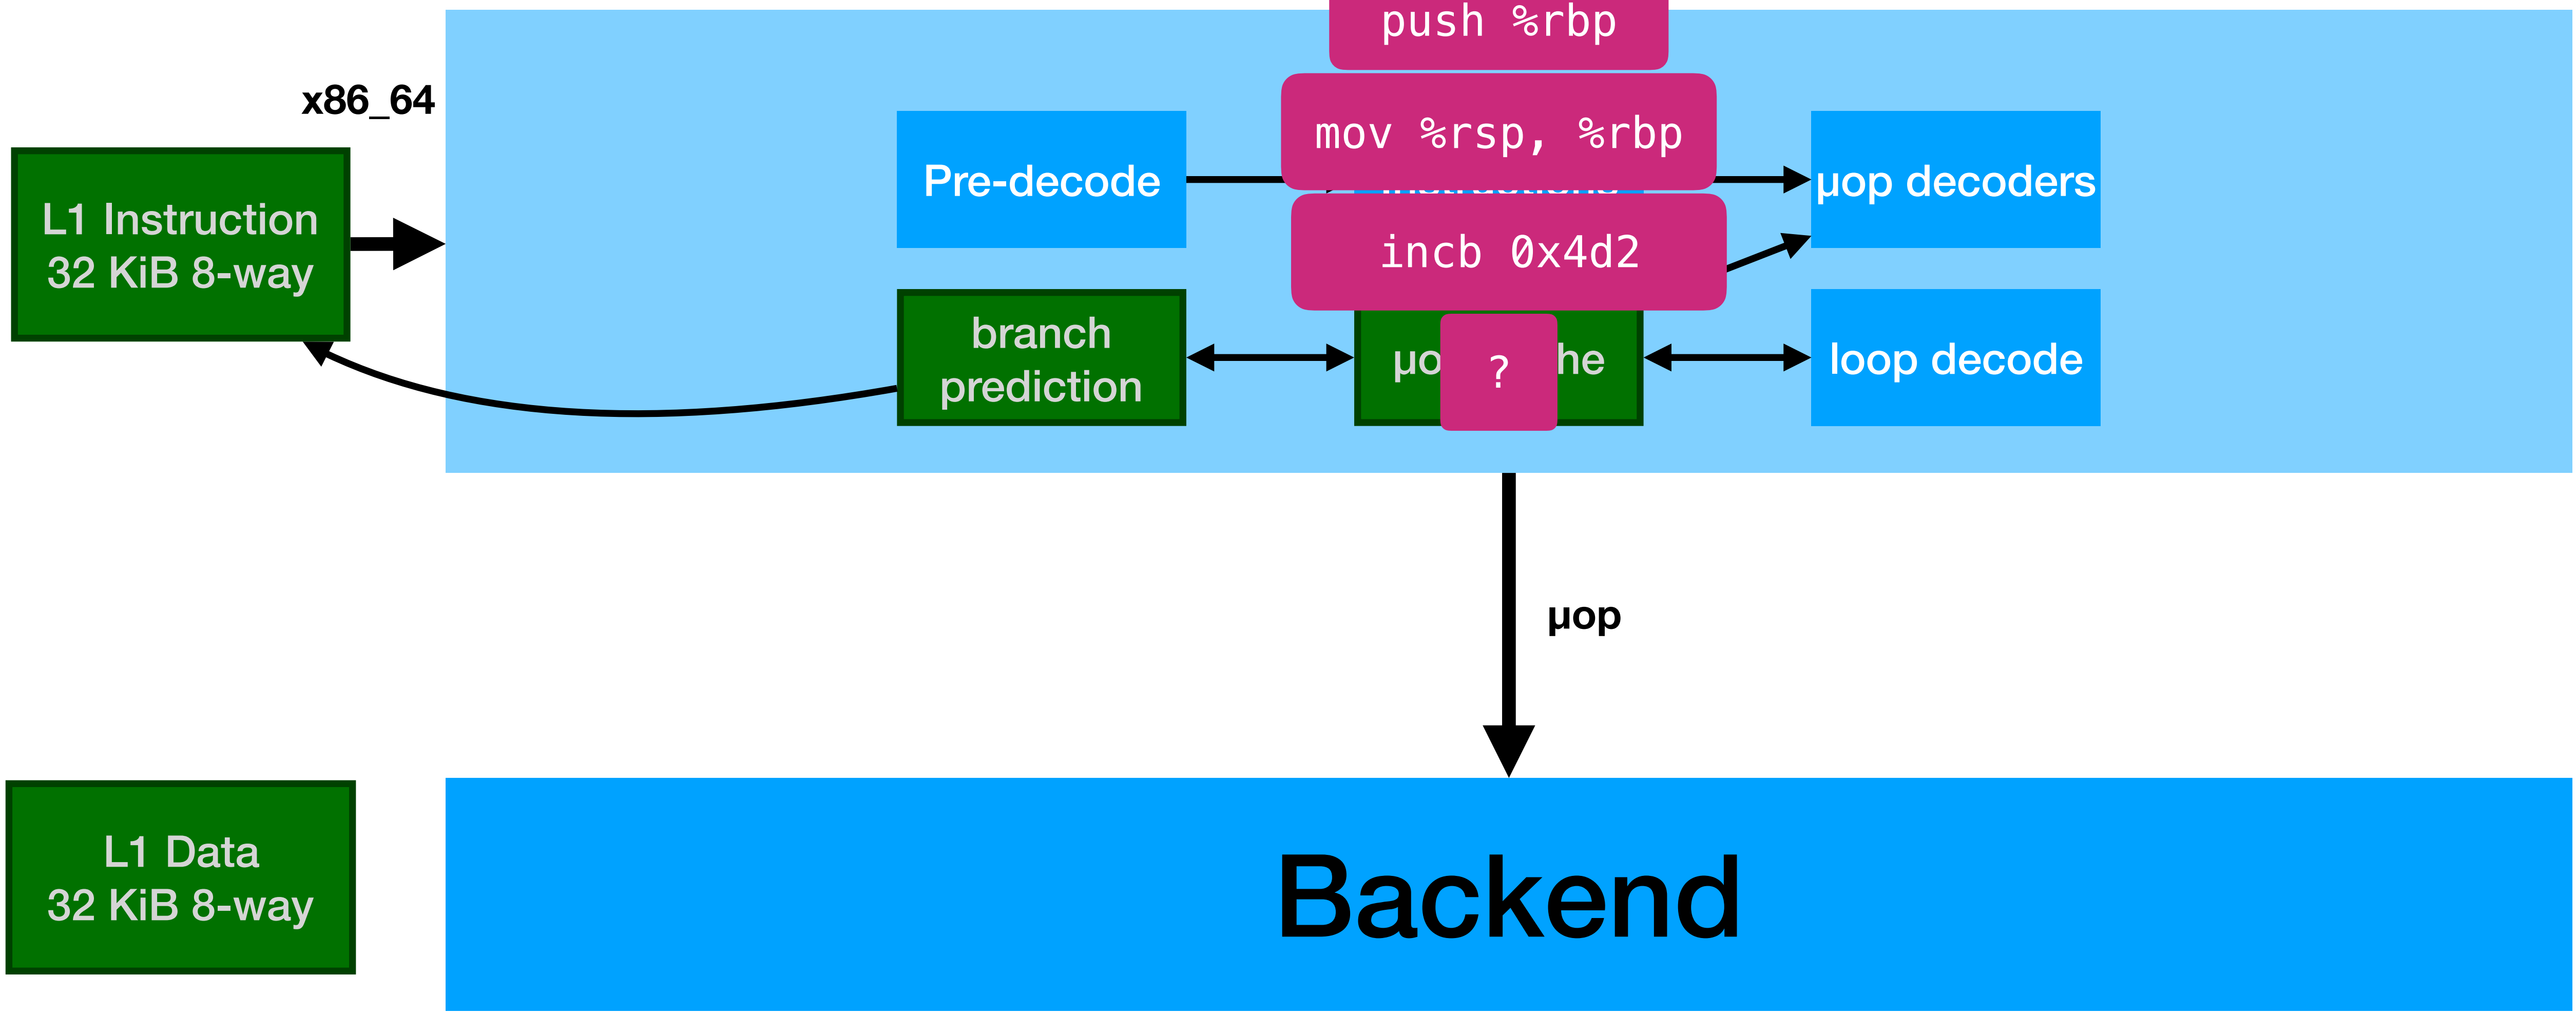 push %rbp
x86_64
mov %rsp, %rbp
Pre-decode
μop decoders
L1 Instruction
32 KiB 8-way
incb 0x4d2
branch
prediction
?
loop decode
μop
L1 Data
32 KiB 8-way
Backend